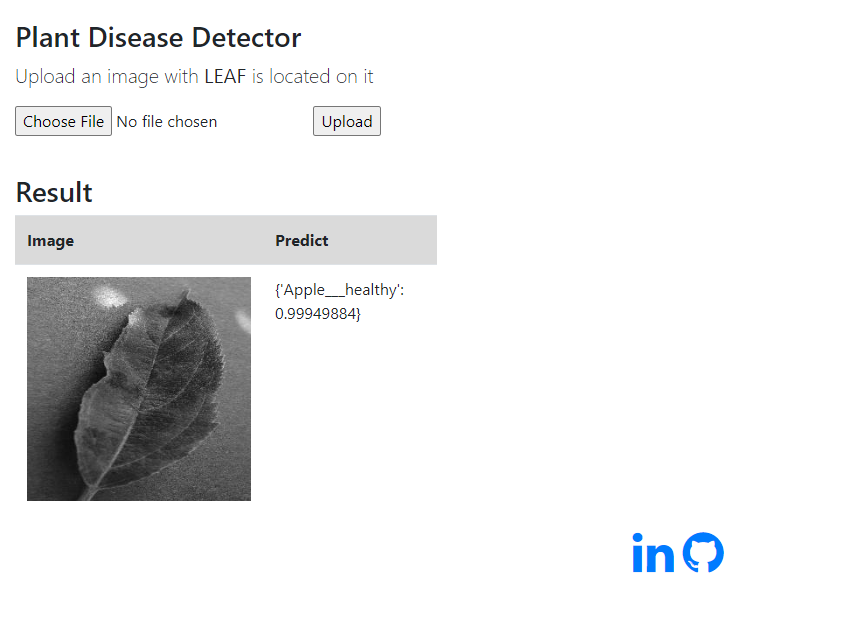 Plant Disease Detector
Upload an image with LEAF is located on it
Choose File No file chosen Upload
Result
Image Predict
{'Apple___healthy':
0.99949884}
in